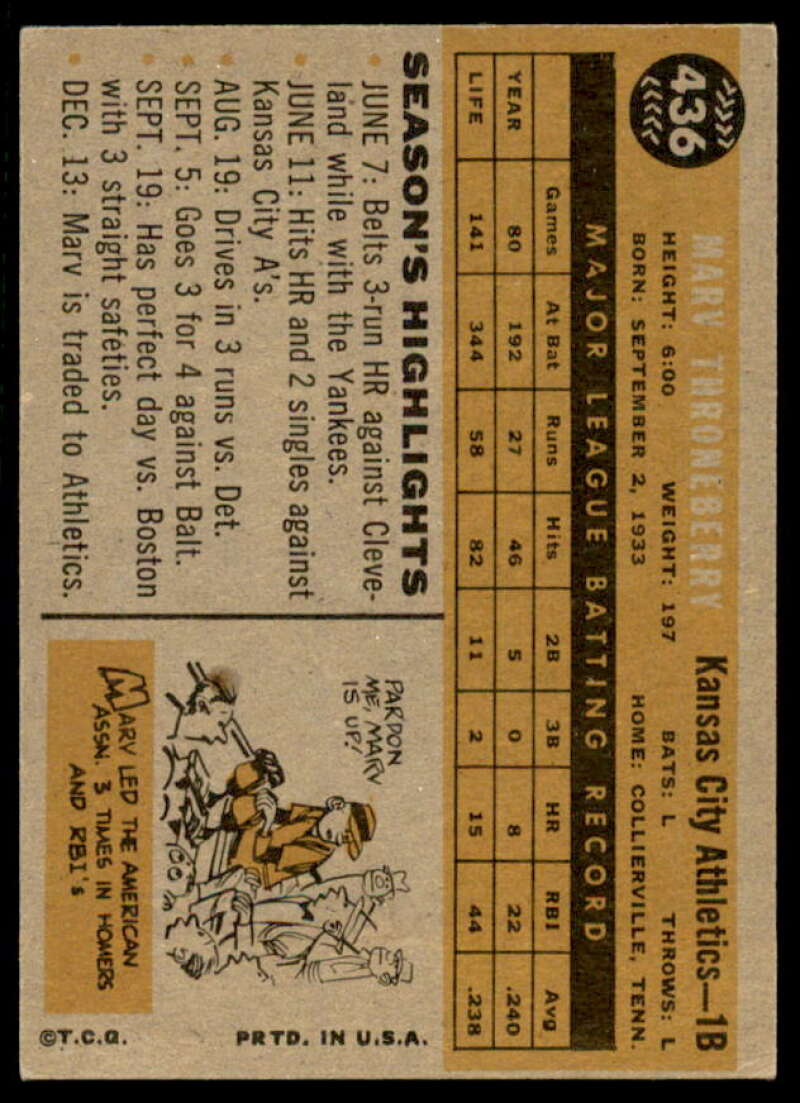 436
MARV THRONEBERRY Kansas City Athletics—1B
HEIGHT: 6:00 WEIGHT: 197 BATS: L THROWS: L
BORN: SEPTEMBER 2, 1933 HOME: COLLIERVILLE, TENN.
MAJOR LEAGUE BATTING RECORD
Games At Bat Runs Hits 2B 3B HR RBI Avg
YEAR 80 192 27 46 5 0 8 22 .240
LIFE 141 344 58 82 11 2 15 44 .238
SEASON'S HIGHLIGHTS
• JUNE 7: Belts 3-run HR against Cleve-
land while with the Yankees.
• JUNE 11: Hits HR and 2 singles against
Kansas City A's.
• AUG. 19: Drives in 3 runs vs. Det.
• SEPT. 5: Goes 3 for 4 against Balt.
• SEPT. 19: Has perfect day vs. Boston
with 3 straight safeties.
• DEC. 13: Marv is traded to Athletics.
PARDON
ME, MARV
IS UP!
MARV LED THE AMERICAN
ASSN. 3 TIMES IN HOMERS
AND RBI's
©T.C.G. PRTD. IN U.S.A.